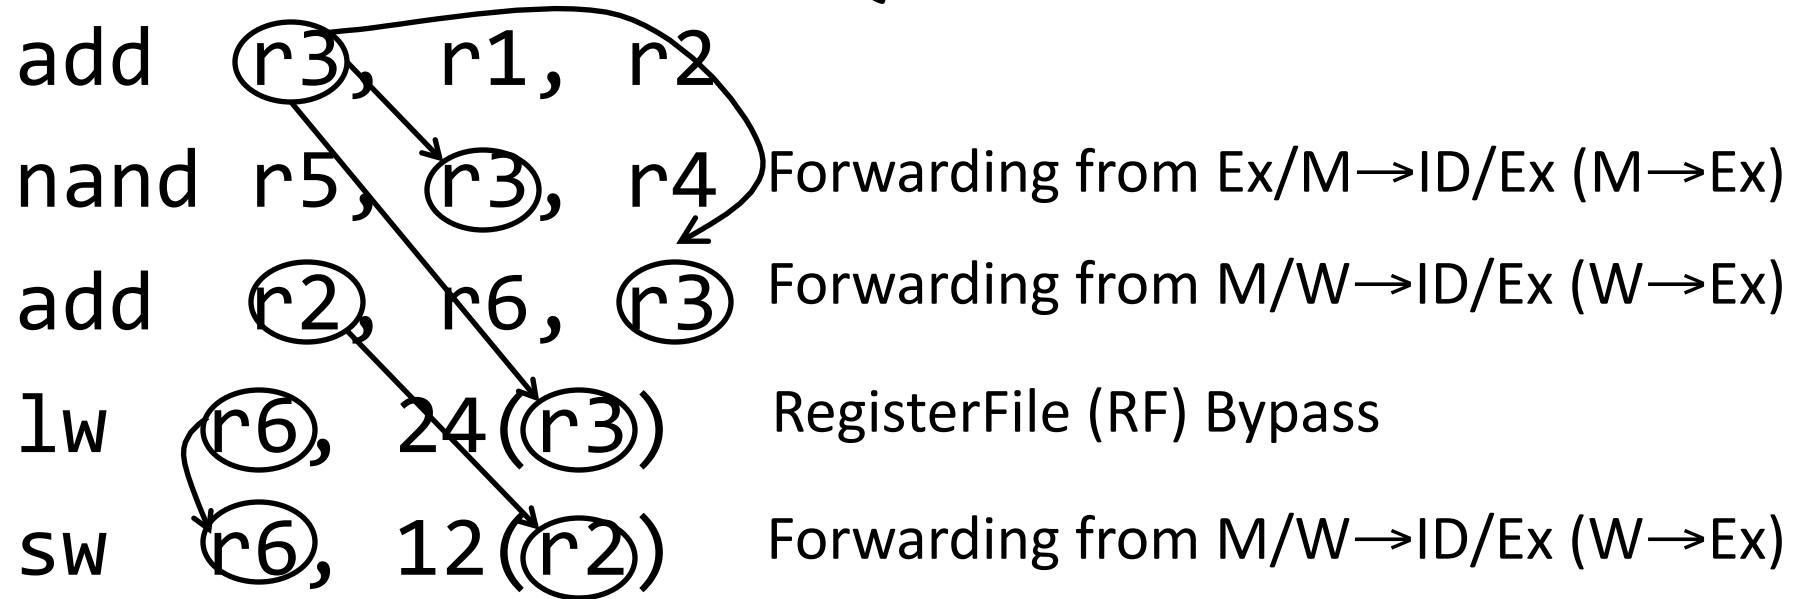 add r3, r1, r2
nand r5, r3, r4 Forwarding from Ex/M→ID/Ex (M→Ex)
add r2, r6, r3 Forwarding from M/W→ID/Ex (W→Ex)
lw r6, 24(r3) RegisterFile (RF) Bypass
sw r6, 12(r2) Forwarding from M/W→ID/Ex (W→Ex)